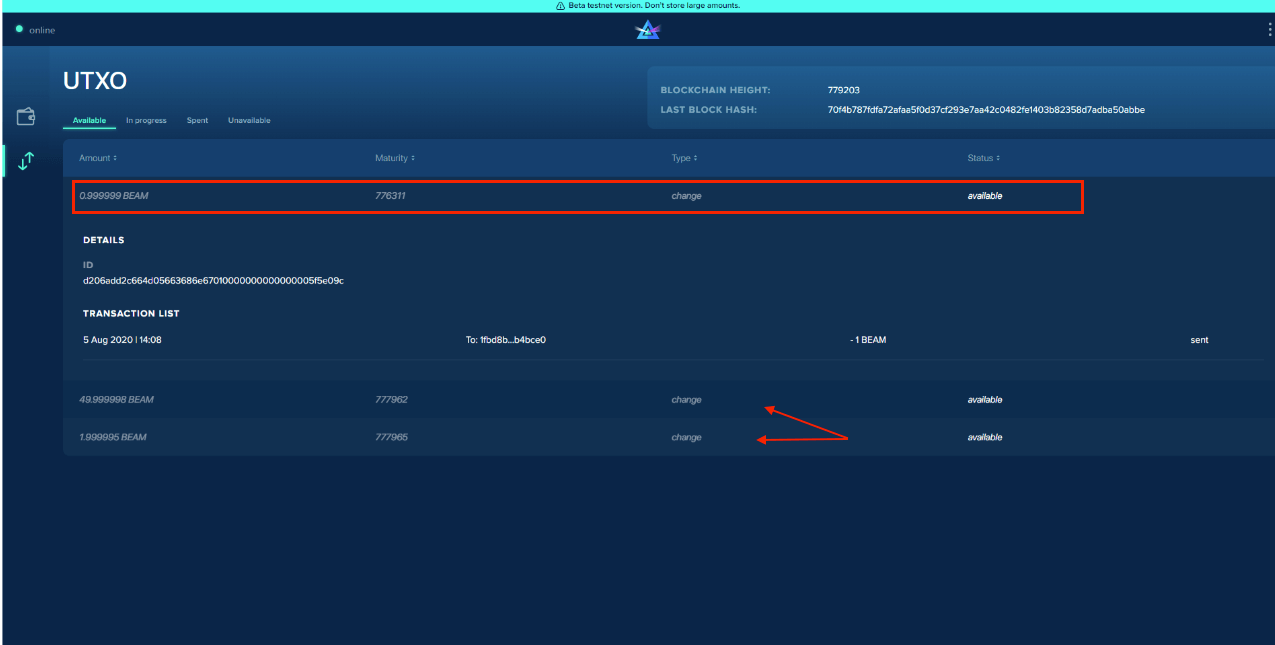 Beta testnet version. Don't store large amounts.
online
UTXO
BLOCKCHAIN HEIGHT: 779203
LAST BLOCK HASH: 70f4b787fdfa72afaa5f0d37cf293e7aa42c0482fe1403b82358d7adba50abbe
Available In progress Spent Unavailable
Amount Maturity Type Status
0.999999 BEAM 776311 change available
DETAILS
ID
d206add2c664d05663686e67010000000000000005f5e09c
TRANSACTION LIST
5 Aug 2020 | 14:08 To: 1fbd8b...b4bce0 - 1 BEAM sent
49.999998 BEAM 777962 change available
1.999995 BEAM 777965 change available